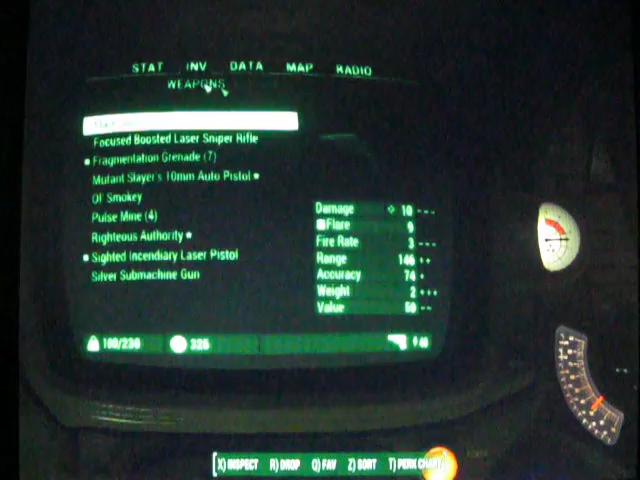 STAT INV DATA MAP RADIO
WEAPONS
Focused Boosted Laser Sniper Rifle
Fragmentation Grenade (7)
Mutant Slayer's 10mm Auto Pistol ★
Ol' Smokey
Pulse Mine (4)
Righteous Authority ★
Sighted Incendiary Laser Pistol
Silver Submachine Gun
Damage 10 ---
Flare 9
Fire Rate 3 ---
Range 146 ++
Accuracy 74 +
Weight 2 +++
Value 50 --
325
X) INSPECT R) DROP Q) FAV Z) SORT T) PERK CHART